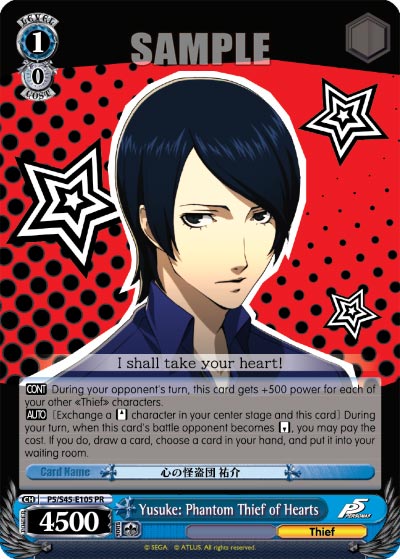 LEVEL
1
0
COST
SAMPLE
I shall take your heart!
CONT During your opponent's turn, this card gets +500 power for each of
your other «Thief» characters.
AUTO [Exchange a character in your center stage and this card] During
your turn, when this card's battle opponent becomes , you may pay the
cost. If you do, draw a card, choose a card in your hand, and put it into your
waiting room.
Card Name
心の怪盗団 祐介
CH P5/S45-E105 PR
4500
Yusuke: Phantom Thief of Hearts
P5
PERSONA5
Thief
© SEGA. © ATLUS. All rights reserved.